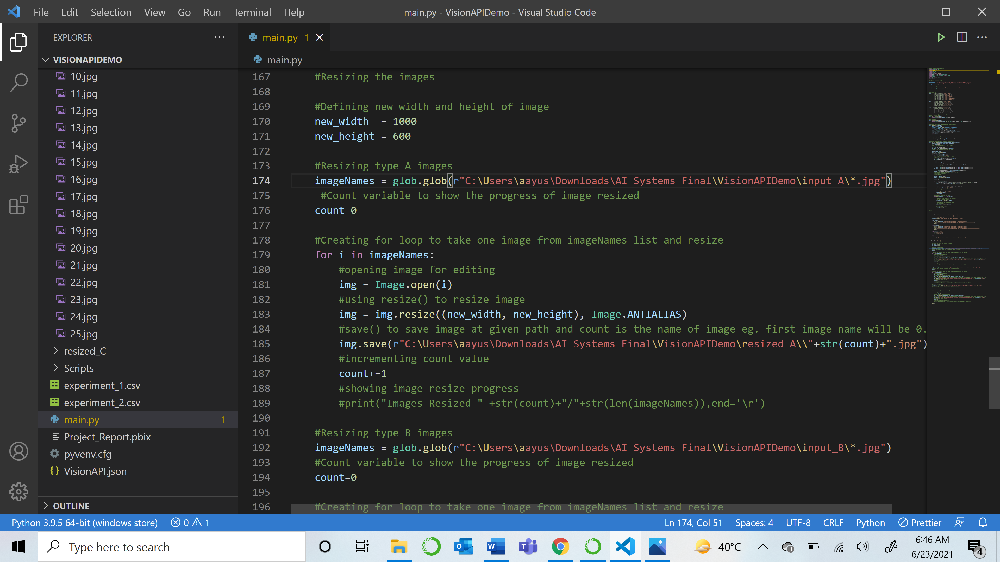 File Edit Selection View Go Run Terminal Help
main.py - VisionAPIDemo - Visual Studio Code
EXPLORER
main.py 1
VISIONAPIDEMO
main.py
10.jpg
11.jpg
12.jpg
13.jpg
14.jpg
15.jpg
16.jpg
17.jpg
18.jpg
19.jpg
20.jpg
21.jpg
22.jpg
23.jpg
24.jpg
25.jpg
resized_C
Scripts
experiment_1.csv
experiment_2.csv
main.py 1
Project_Report.pbix
pyvenv.cfg
VisionAPI.json
OUTLINE
167 #Resizing the images
168
169 #Defining new width and height of image
170 new_width  = 1000
171 new_height = 600
172
173 #Resizing type A images
174 imageNames = glob.glob(r"C:\Users\aayus\Downloads\AI Systems Final\VisionAPIDemo\input_A\*.jpg")
175  #Count variable to show the progress of image resized
176 count=0
177
178 #Creating for loop to take one image from imageNames list and resize
179 for i in imageNames:
180     #opening image for editing
181     img = Image.open(i)
182     #using resize() to resize image
183     img = img.resize((new_width, new_height), Image.ANTIALIAS)
184     #save() to save image at given path and count is the name of image eg. first image name will be 0.
185     img.save(r"C:\Users\aayus\Downloads\AI Systems Final\VisionAPIDemo\resized_A\\"+str(count)+".jpg")
186     #incrementing count value
187     count+=1
188     #showing image resize progress
189     #print("Images Resized " +str(count)+"/"+str(len(imageNames)),end='\r')
190
191 #Resizing type B images
192 imageNames = glob.glob(r"C:\Users\aayus\Downloads\AI Systems Final\VisionAPIDemo\input_B\*.jpg")
193 #Count variable to show the progress of image resized
194 count=0
195
196 #Creating for loop to take one image from imageNames list and resize
Python 3.9.5 64-bit (windows store) 0 1 Ln 174, Col 51 Spaces: 4 UTF-8 CRLF Python Prettier
Type here to search
40°C
6:46 AM
6/23/2021
4